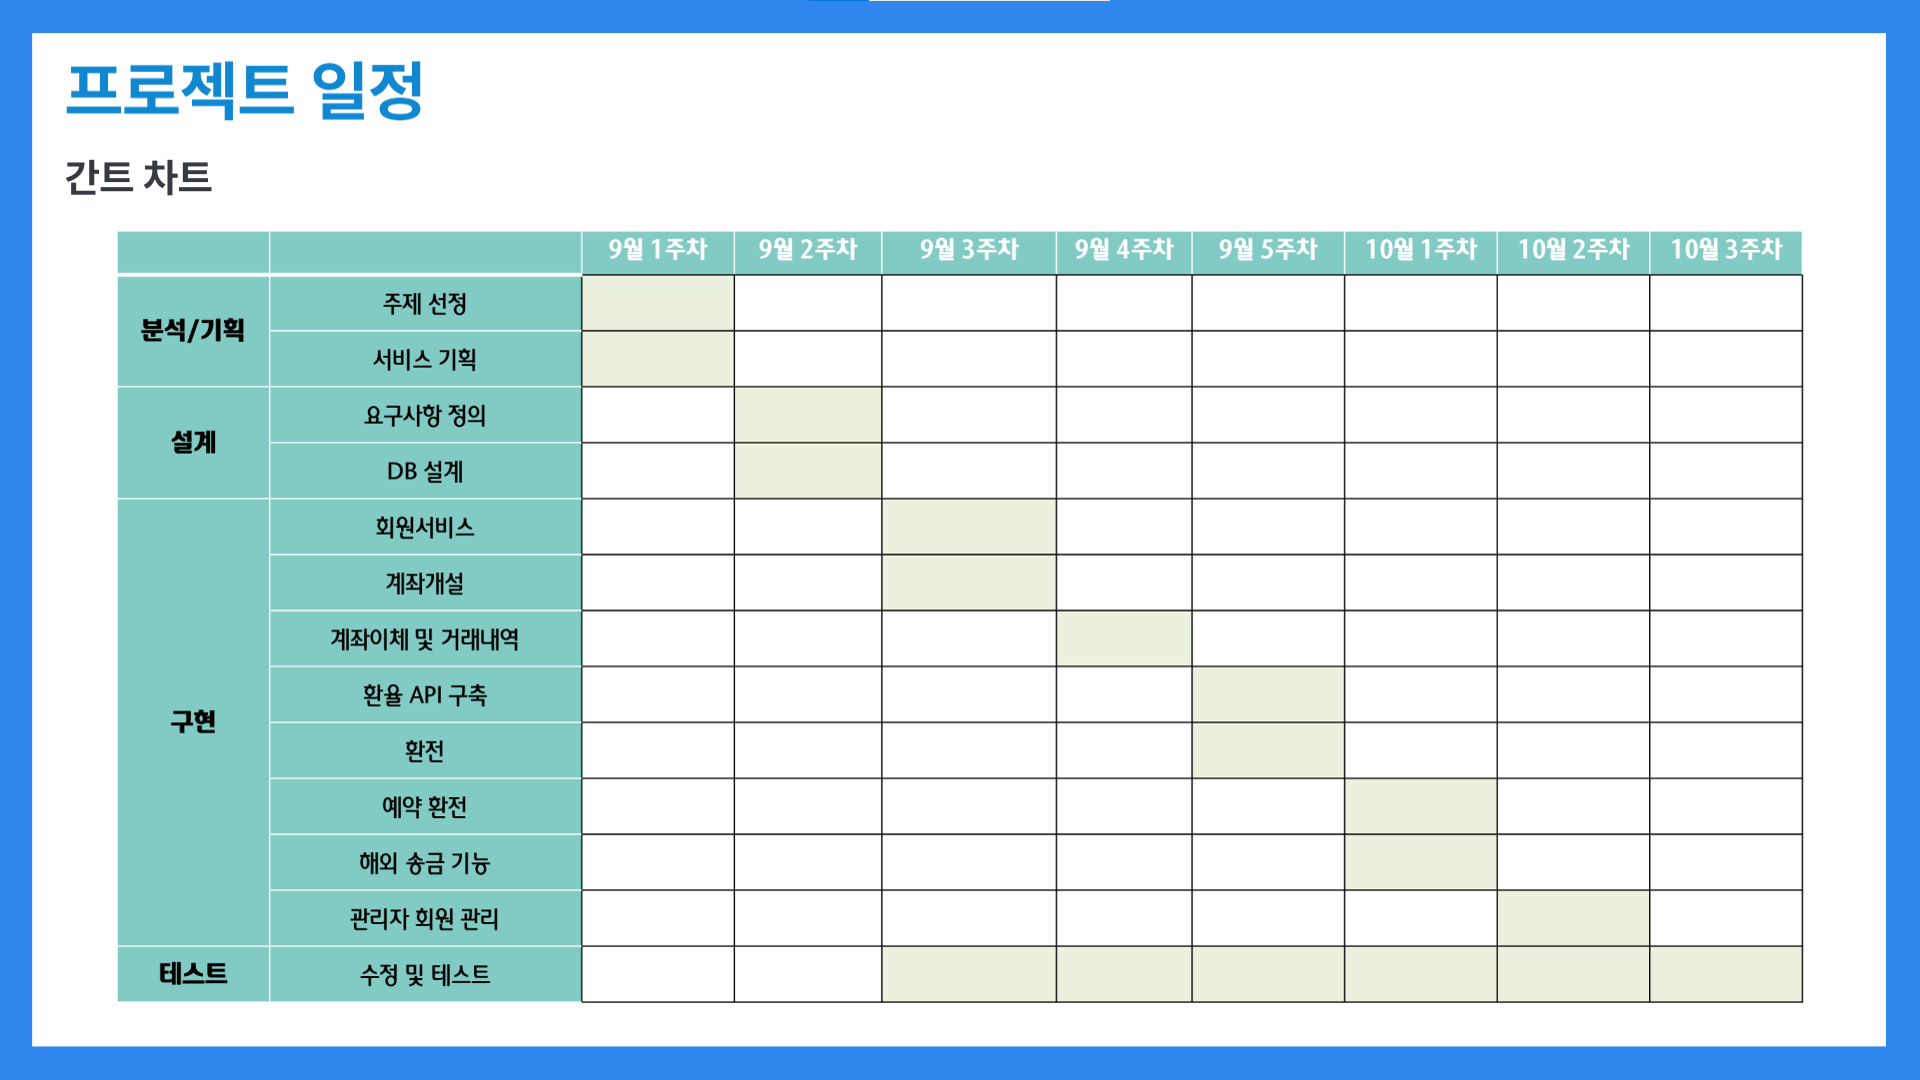 프로젝트 일정
간트 차트
9월 1주차 9월 2주차 9월 3주차 9월 4주차 9월 5주차 10월 1주차 10월 2주차 10월 3주차
분석/기획
주제 선정
서비스 기획
설계
요구사항 정의
DB 설계
구현
회원서비스
계좌개설
계좌이체 및 거래내역
환율 API 구축
환전
예약 환전
해외 송금 기능
관리자 회원 관리
테스트
수정 및 테스트